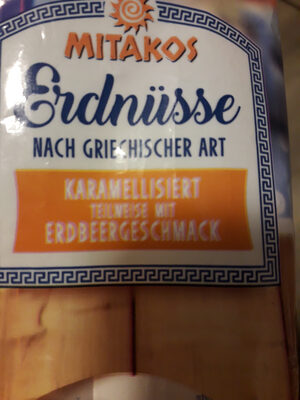 MITAKOS
Erdnüsse
NACH GRIECHISCHER ART
KARAMELLISIERT
TEILWEISE MIT
ERDBEERGESCHMACK